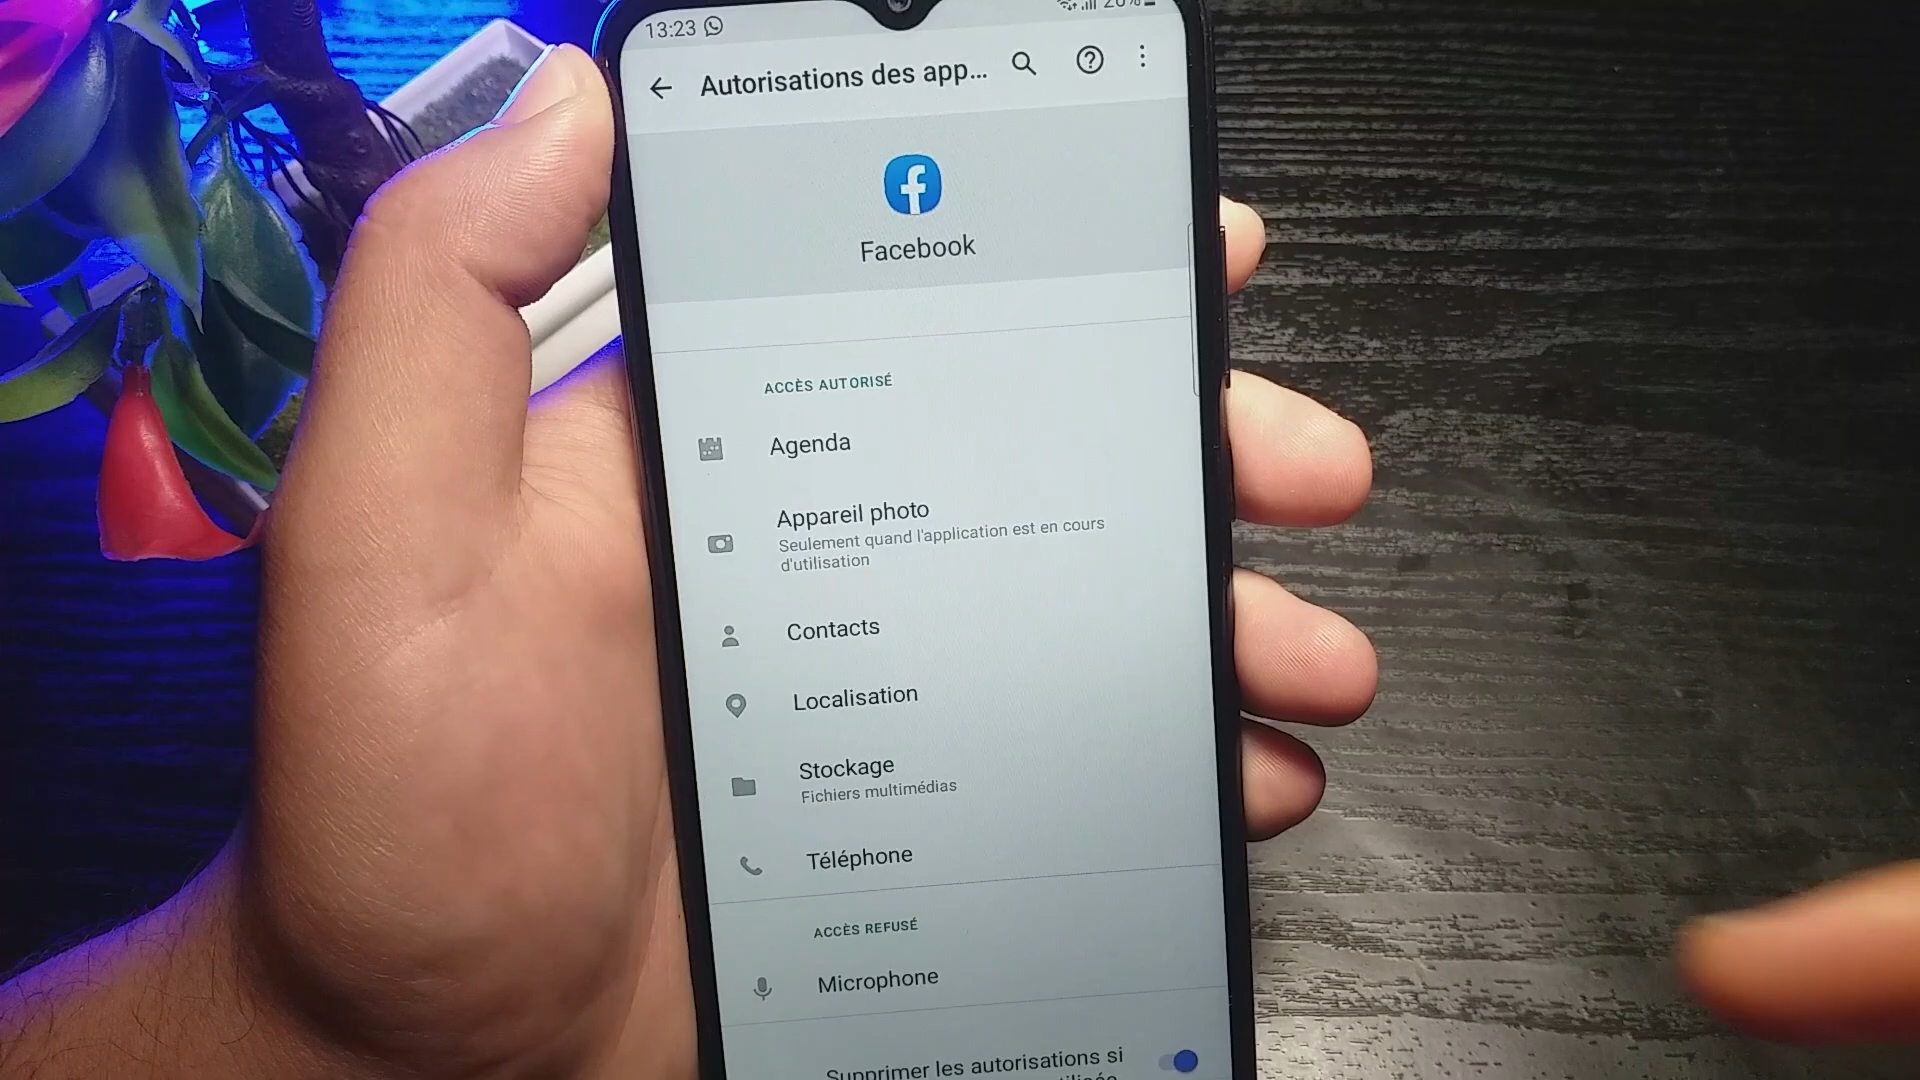 13:23
Autorisations des app...
Facebook
ACCÈS AUTORISÉ
Agenda
Appareil photo
Seulement quand l'application est en cours
d'utilisation
Contacts
Localisation
Stockage
Fichiers multimédias
Téléphone
ACCÈS REFUSÉ
Microphone
Supprimer les autorisations si